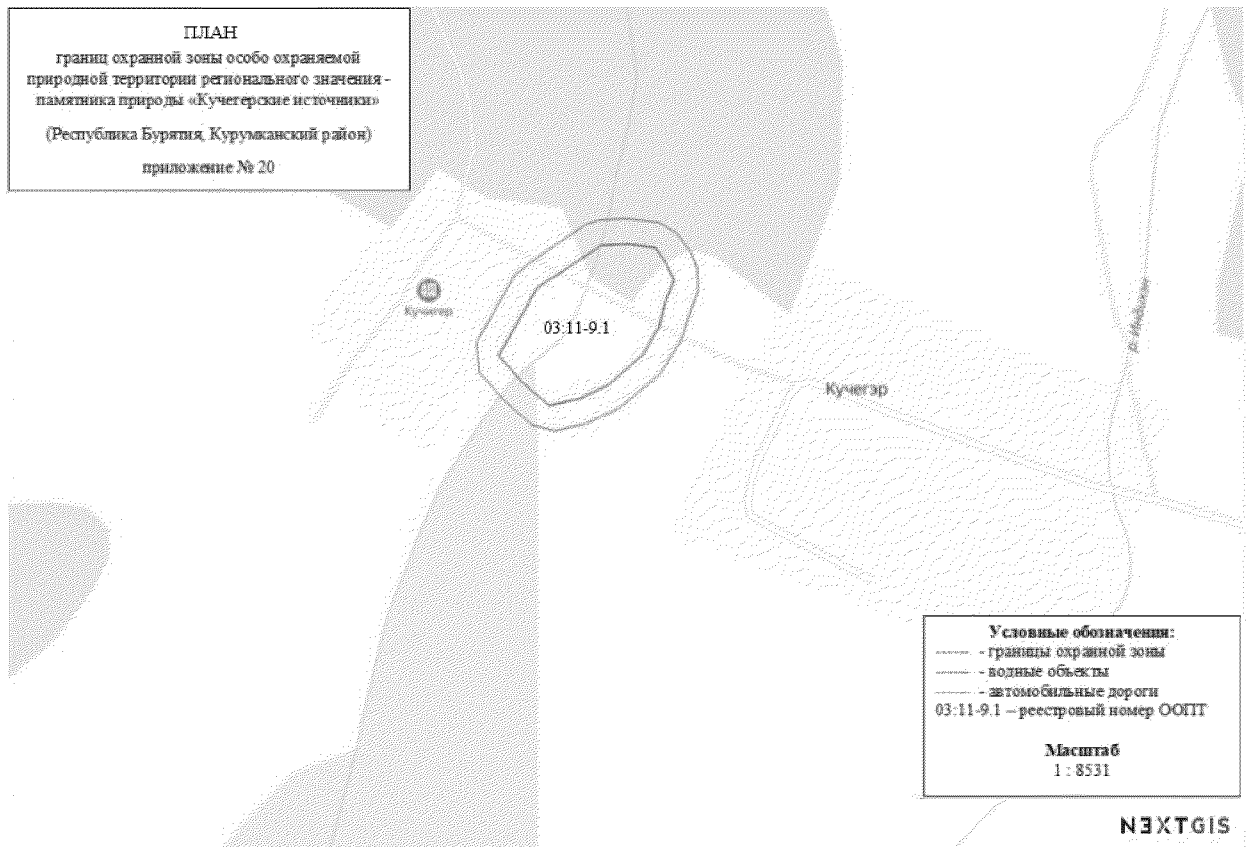 ПЛАН
границ охранной зоны особо охраняемой
природной территории регионального значения -
памятника природы «Кучегерские источники»
(Республика Бурятия, Курумканский район)
приложение № 20
Кучегер
03:11-9.1
Кучегэр
р.
Условные обозначения:
- границы охранной зоны
- водные объекты
- автомобильные дороги
03:11-9.1 – реестровый номер ООПТ
Масштаб
1 : 8531
NEXTGIS